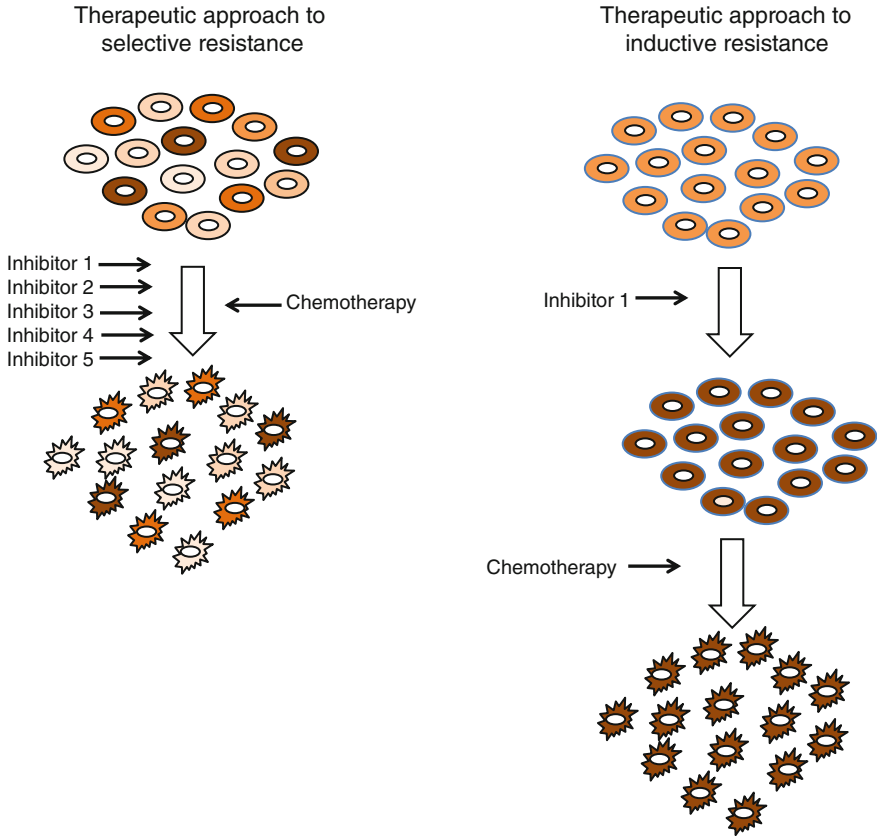 Therapeutic approach to
selective resistance
Inhibitor 1
Inhibitor 2
Inhibitor 3
Inhibitor 4
Inhibitor 5
Chemotherapy
Therapeutic approach to
inductive resistance
Inhibitor 1
Chemotherapy